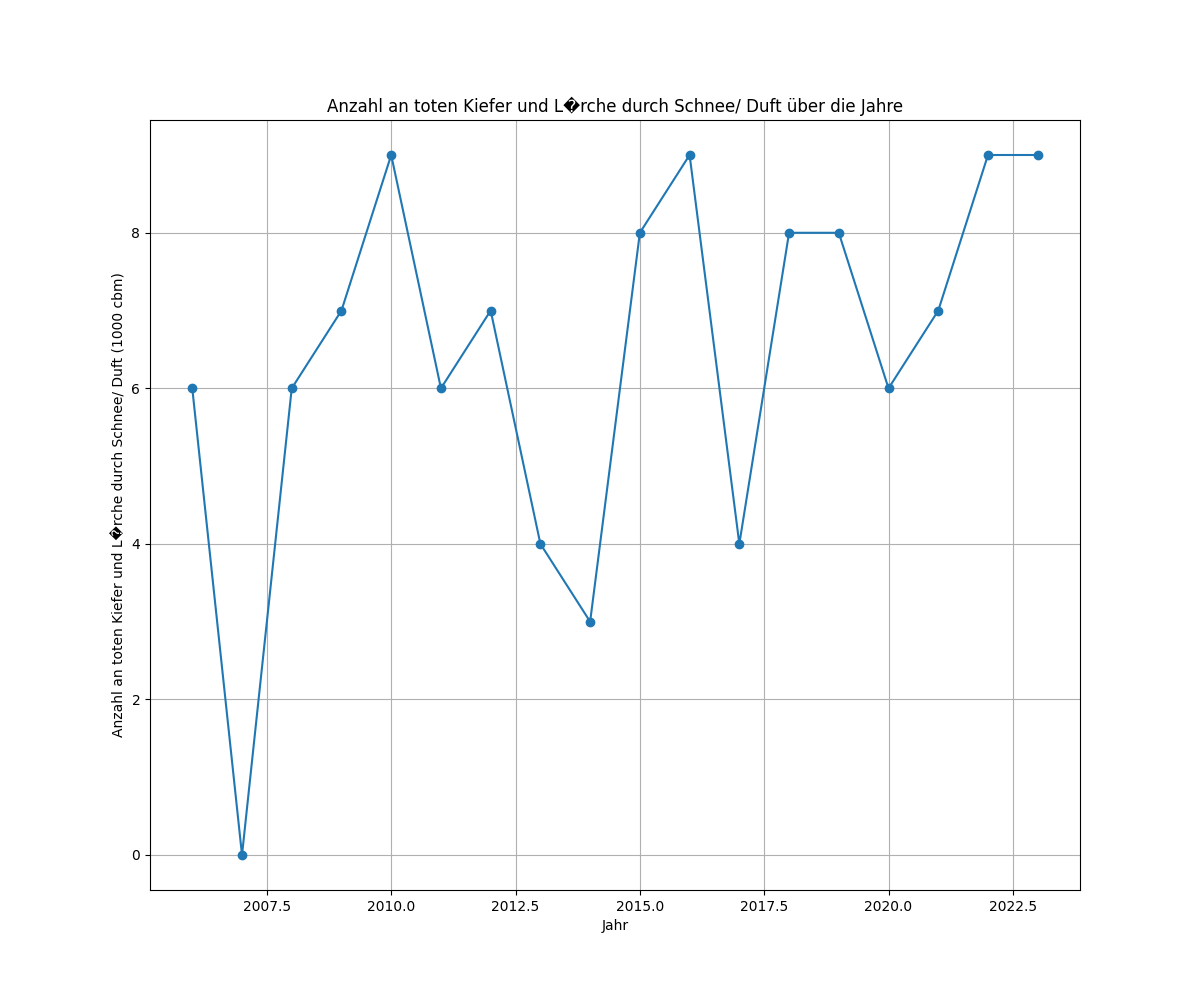 Anzahl an toten Kiefer und L�rche durch Schnee/ Duft über die Jahre
Anzahl an toten Kiefer und L�rche durch Schnee/ Duft (1000 cbm)
8
6
4
2
0
2007.5 2010.0 2012.5 2015.0 2017.5 2020.0 2022.5
Jahr